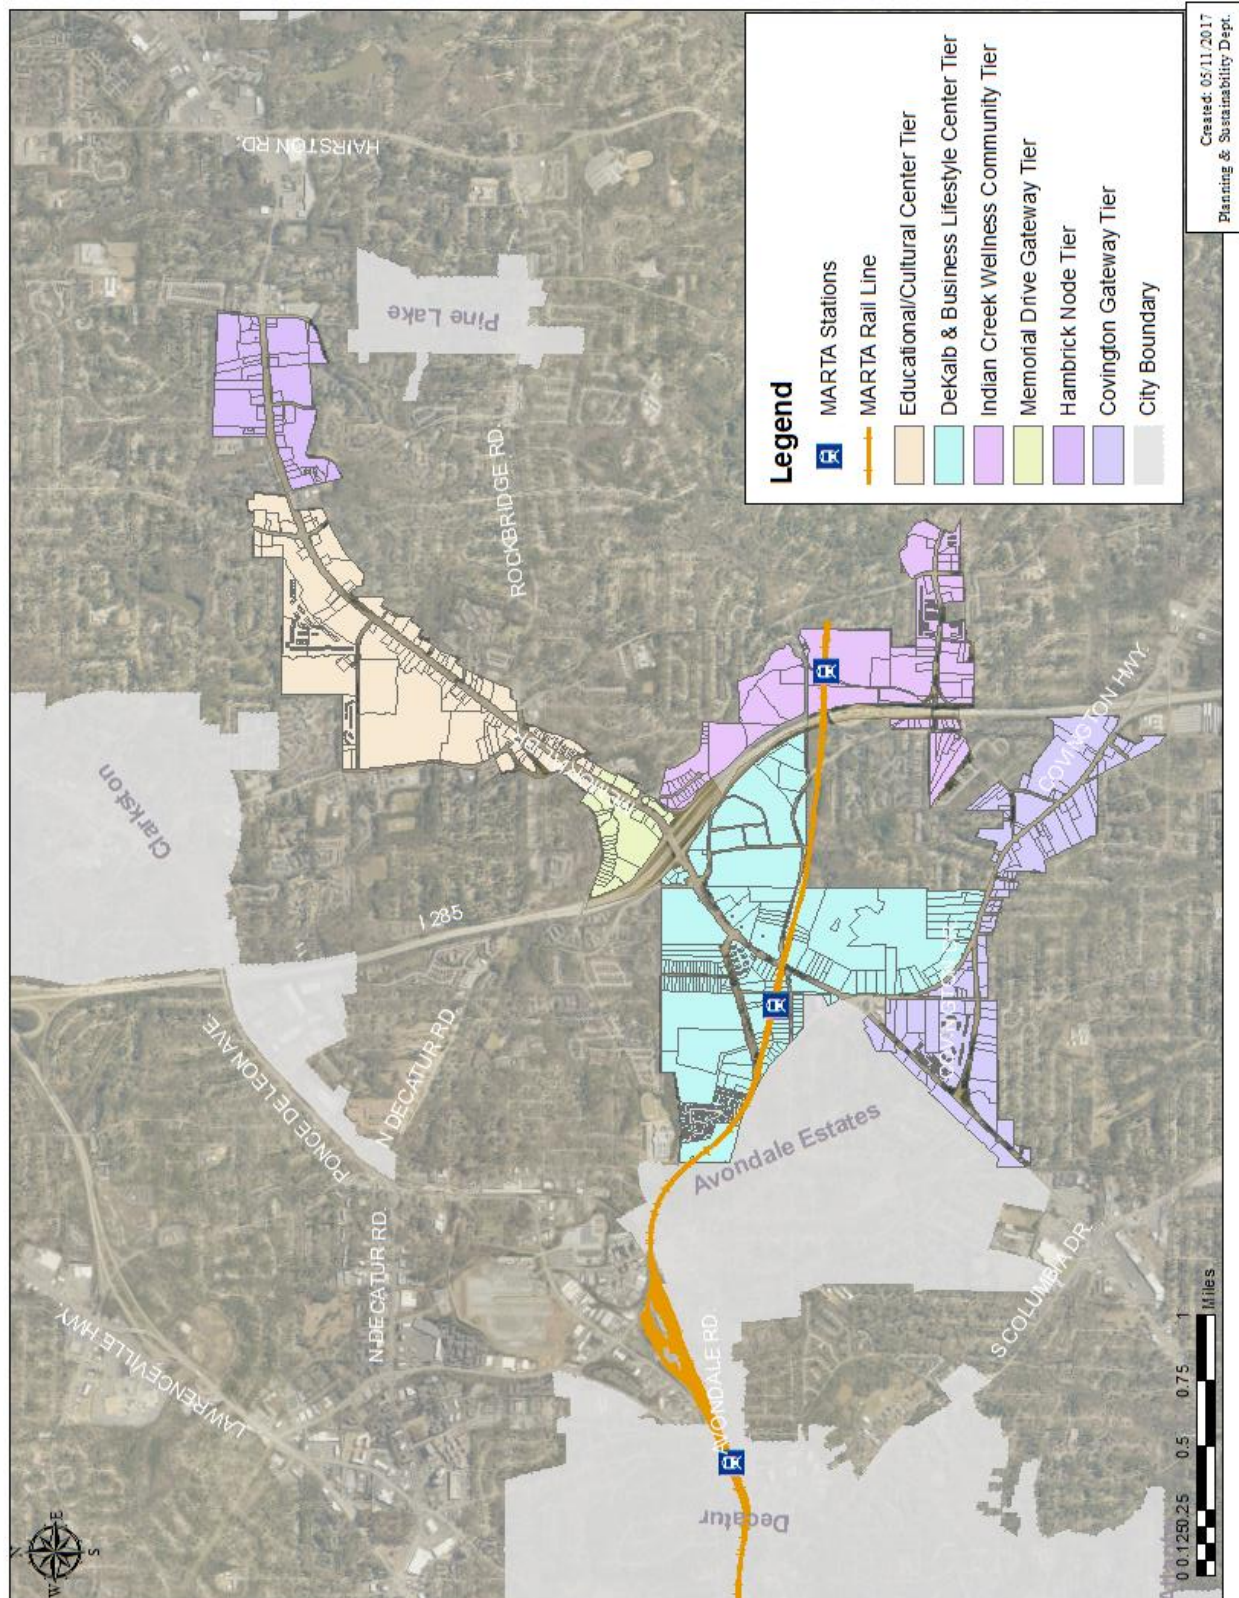 Created: 05/11/2017
Planning & Sustainability Dept.
Legend
MARTA Stations
MARTA Rail Line
Educational/Cultural Center Tier
DeKalb & Business Lifestyle Center Tier
Indian Creek Wellness Community Tier
Memorial Drive Gateway Tier
Hambrick Node Tier
Covington Gateway Tier
City Boundary
HAIRSTON RD.
Pine Lake
ROCKBRIDGE RD.
Clarkston
I 285
PONCE DE LEON AVE.
N DECATUR RD.
N DECATUR RD.
LAWRENCEVILLE HWY.
COVINGTON HWY.
Avondale Estates
AVONDALE RD.
S COLUMBIA DR.
Decatur
N
W
E
S
0 0.125 0.25 0.5 0.75 1
Miles